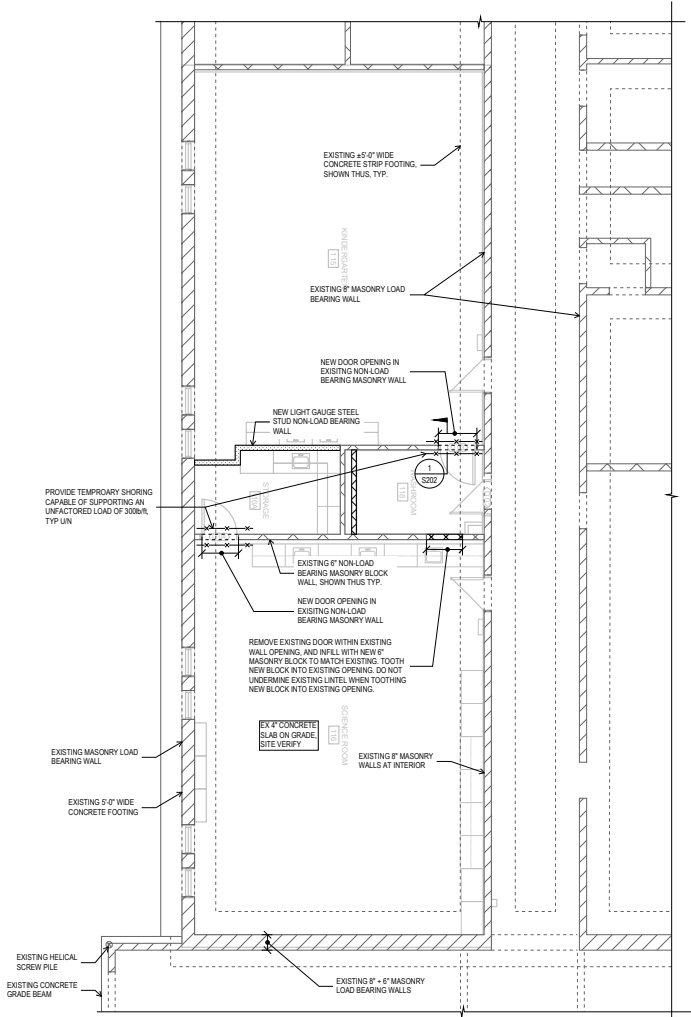 EXISTING ±5'-0" WIDE
CONCRETE STRIP FOOTING,
SHOWN THUS, TYP.
KINDERGARTE
115
EXISTING 8" MASONRY LOAD
BEARING WALL
NEW DOOR OPENING IN
EXISITNG NON-LOAD
BEARING MASONRY WALL
NEW LIGHT GAUGE STEEL
STUD NON-LOAD BEARING
WALL
1
S202
PROVIDE TEMPROARY SHORING
CAPABLE OF SUPPORTING AN
UNFACTORED LOAD OF 300lb/ft,
TYP U/N
STORAGE
118
EXISTING 6" NON-LOAD
BEARING MASONRY BLOCK
WALL, SHOWN THUS TYP.
NEW DOOR OPENING IN
EXISITNG NON-LOAD
BEARING MASONRY WALL
REMOVE EXISTING DOOR WITHIN EXISTING
WALL OPENING, AND INFILL WITH NEW 6"
MASONRY BLOCK TO MATCH EXISTING. TOOTH
NEW BLOCK INTO EXISTING OPENING. DO NOT
UNDERMINE EXISTING LINTEL WHEN TOOTHING
NEW BLOCK INTO EXISTING OPENING.
EX 4" CONCRETE
SLAB ON GRADE,
SITE VERIFY
SCIENCE ROOM
116
EXISTING MASONRY LOAD
BEARING WALL
EXISTING 8" MASONRY
WALLS AT INTERIOR
EXISTING 5'-0" WIDE
CONCRETE FOOTING
EXISTING HELICAL
SCREW PILE
EXISTING CONCRETE
GRADE BEAM
EXISTING 8" + 6" MASONRY
LOAD BEARING WALLS